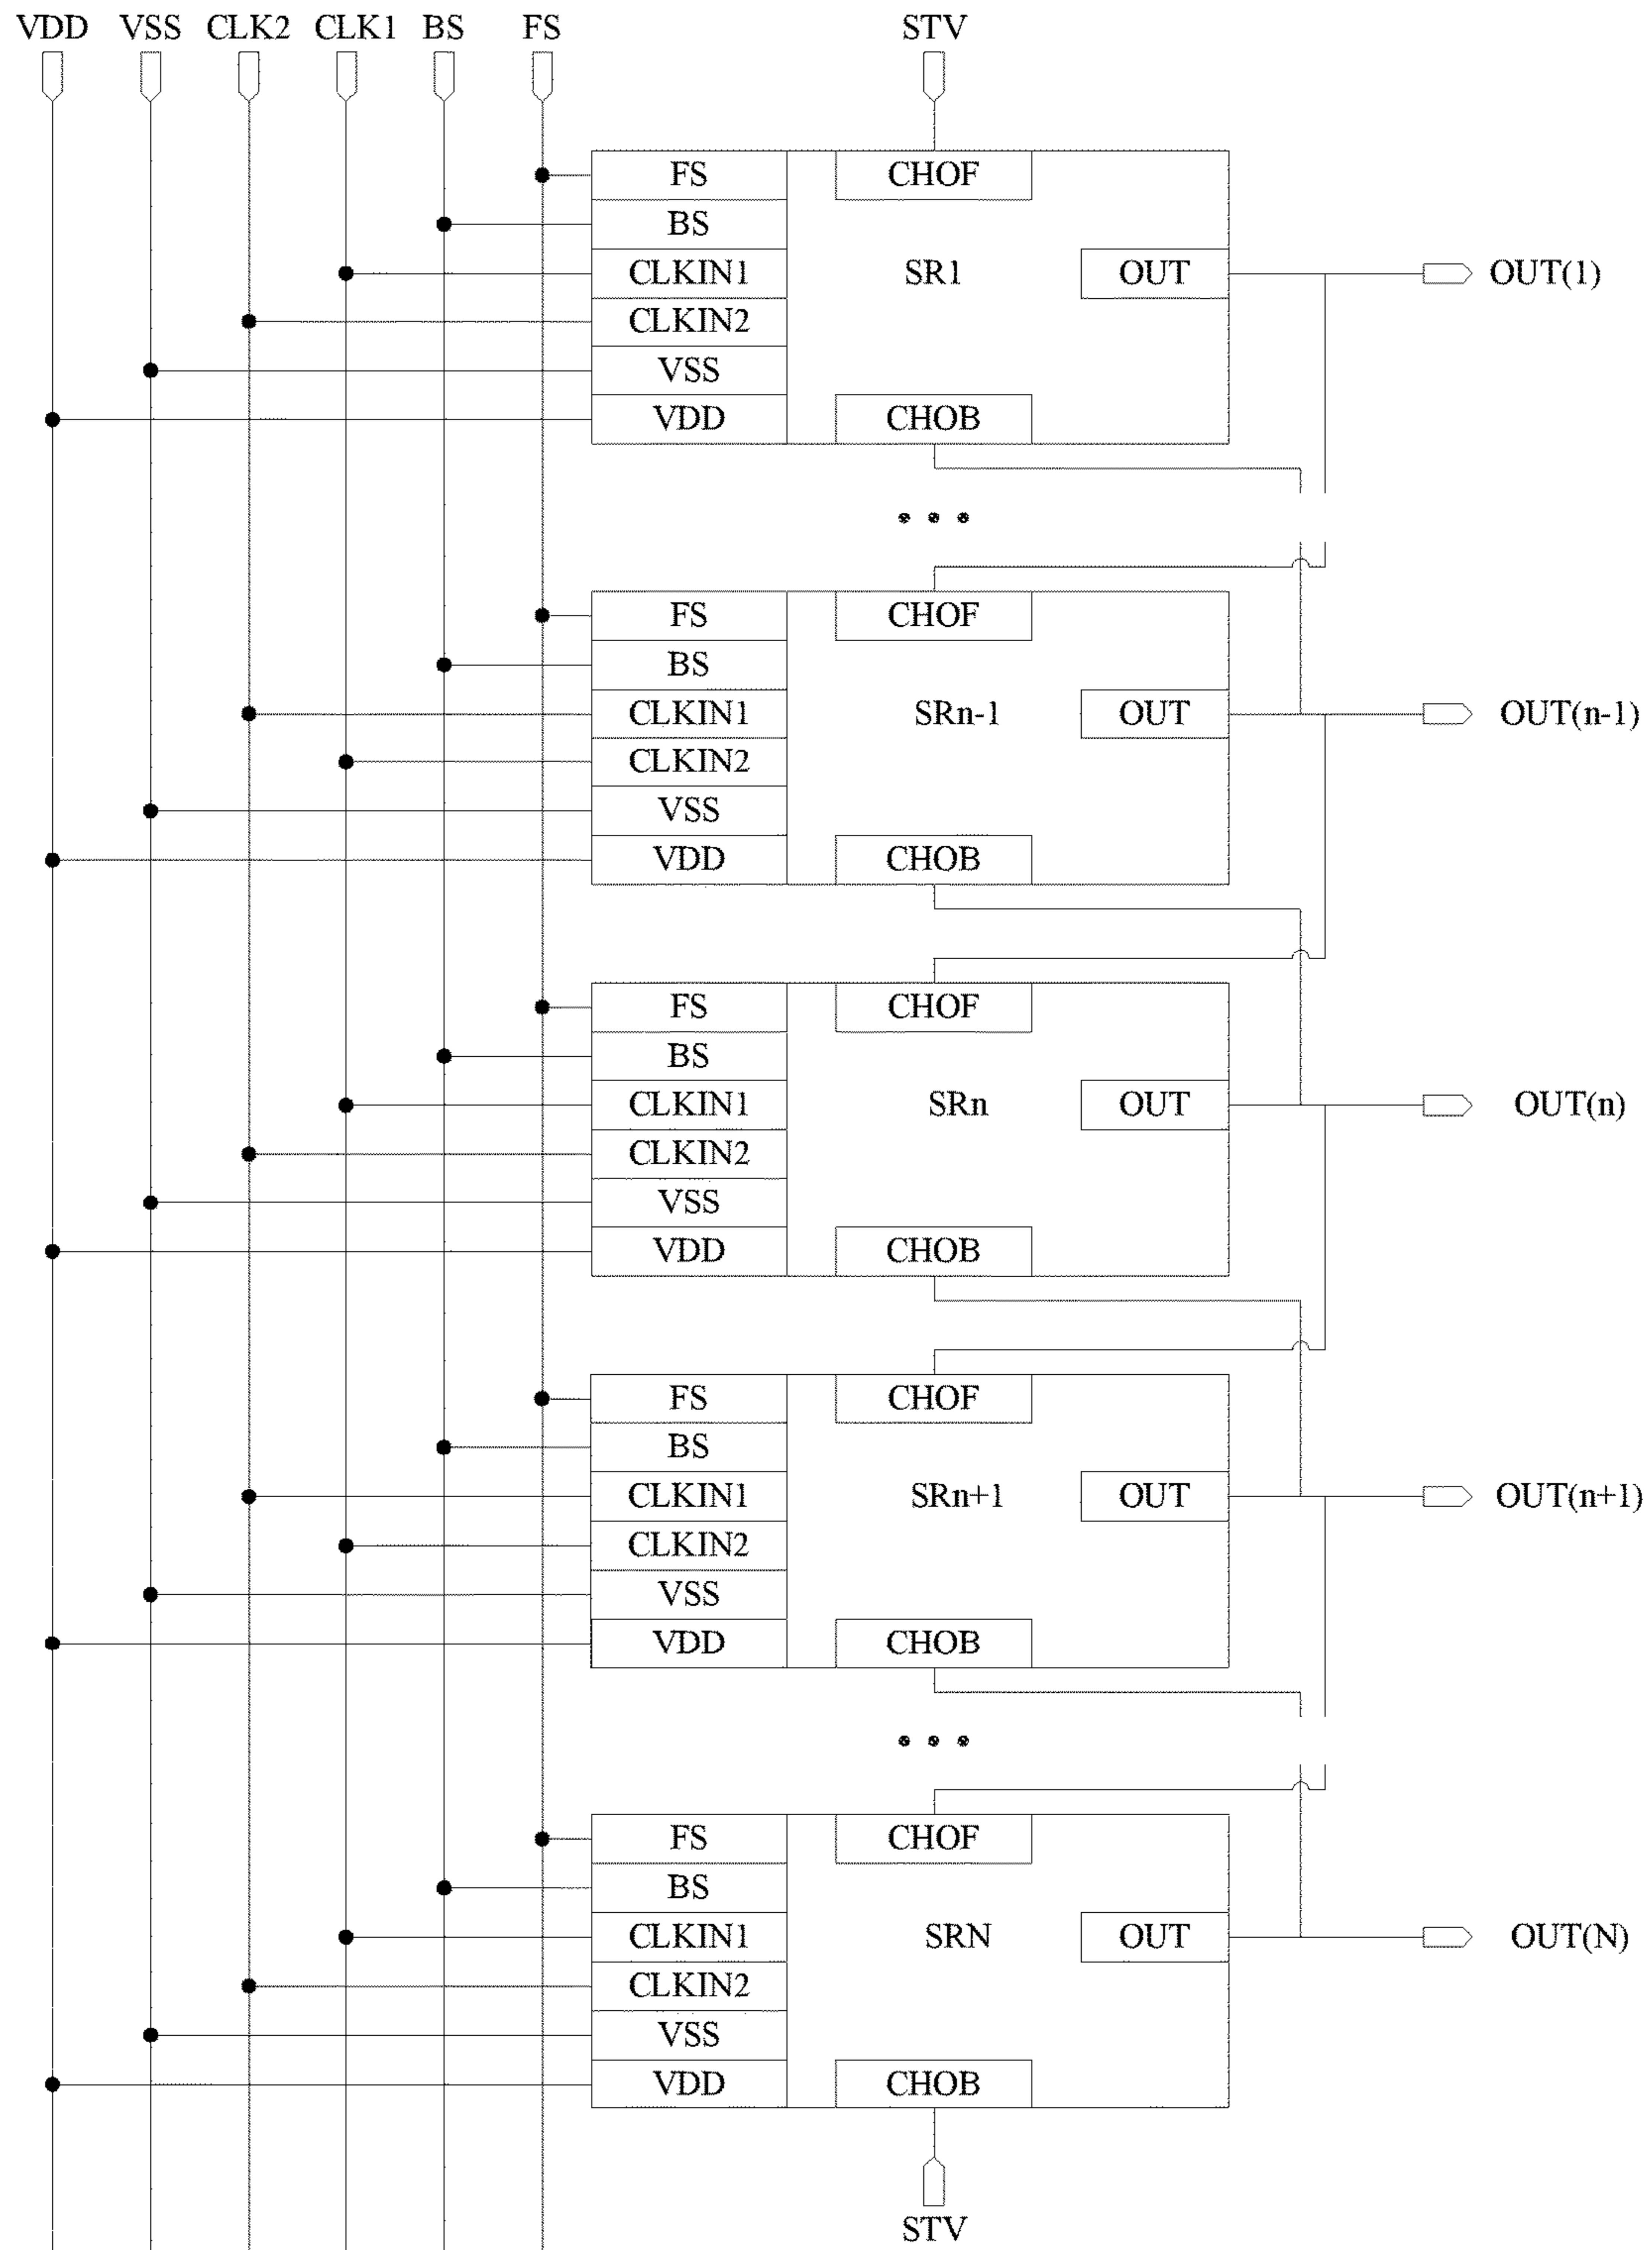 VDD VSS CLK2 CLK1 BS FS STV
FS CHOF
BS
CLKIN1 SR1 OUT OUT(1)
CLKIN2
VSS
VDD CHOB
FS CHOF
BS
CLKIN1 SRn-1 OUT OUT(n-1)
CLKIN2
VSS
VDD CHOB
FS CHOF
BS
CLKIN1 SRn OUT OUT(n)
CLKIN2
VSS
VDD CHOB
FS CHOF
BS
CLKIN1 SRn+1 OUT OUT(n+1)
CLKIN2
VSS
VDD CHOB
FS CHOF
BS
CLKIN1 SRN OUT OUT(N)
CLKIN2
VSS
VDD CHOB
STV